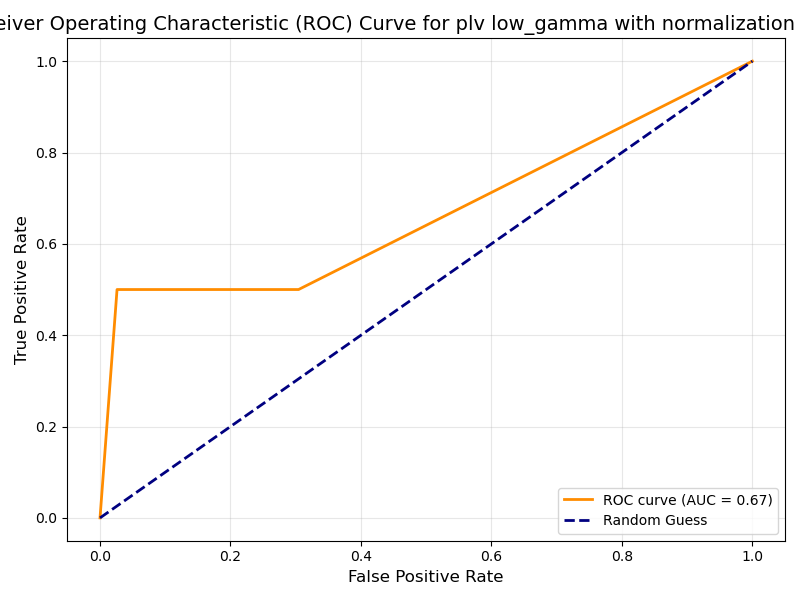 eiver Operating Characteristic (ROC) Curve for plv low_gamma with normalization
1.0
0.8
0.6
0.4
0.2
0.0
True Positive Rate
0.0 0.2 0.4 0.6 0.8 1.0
False Positive Rate
ROC curve (AUC = 0.67)
Random Guess